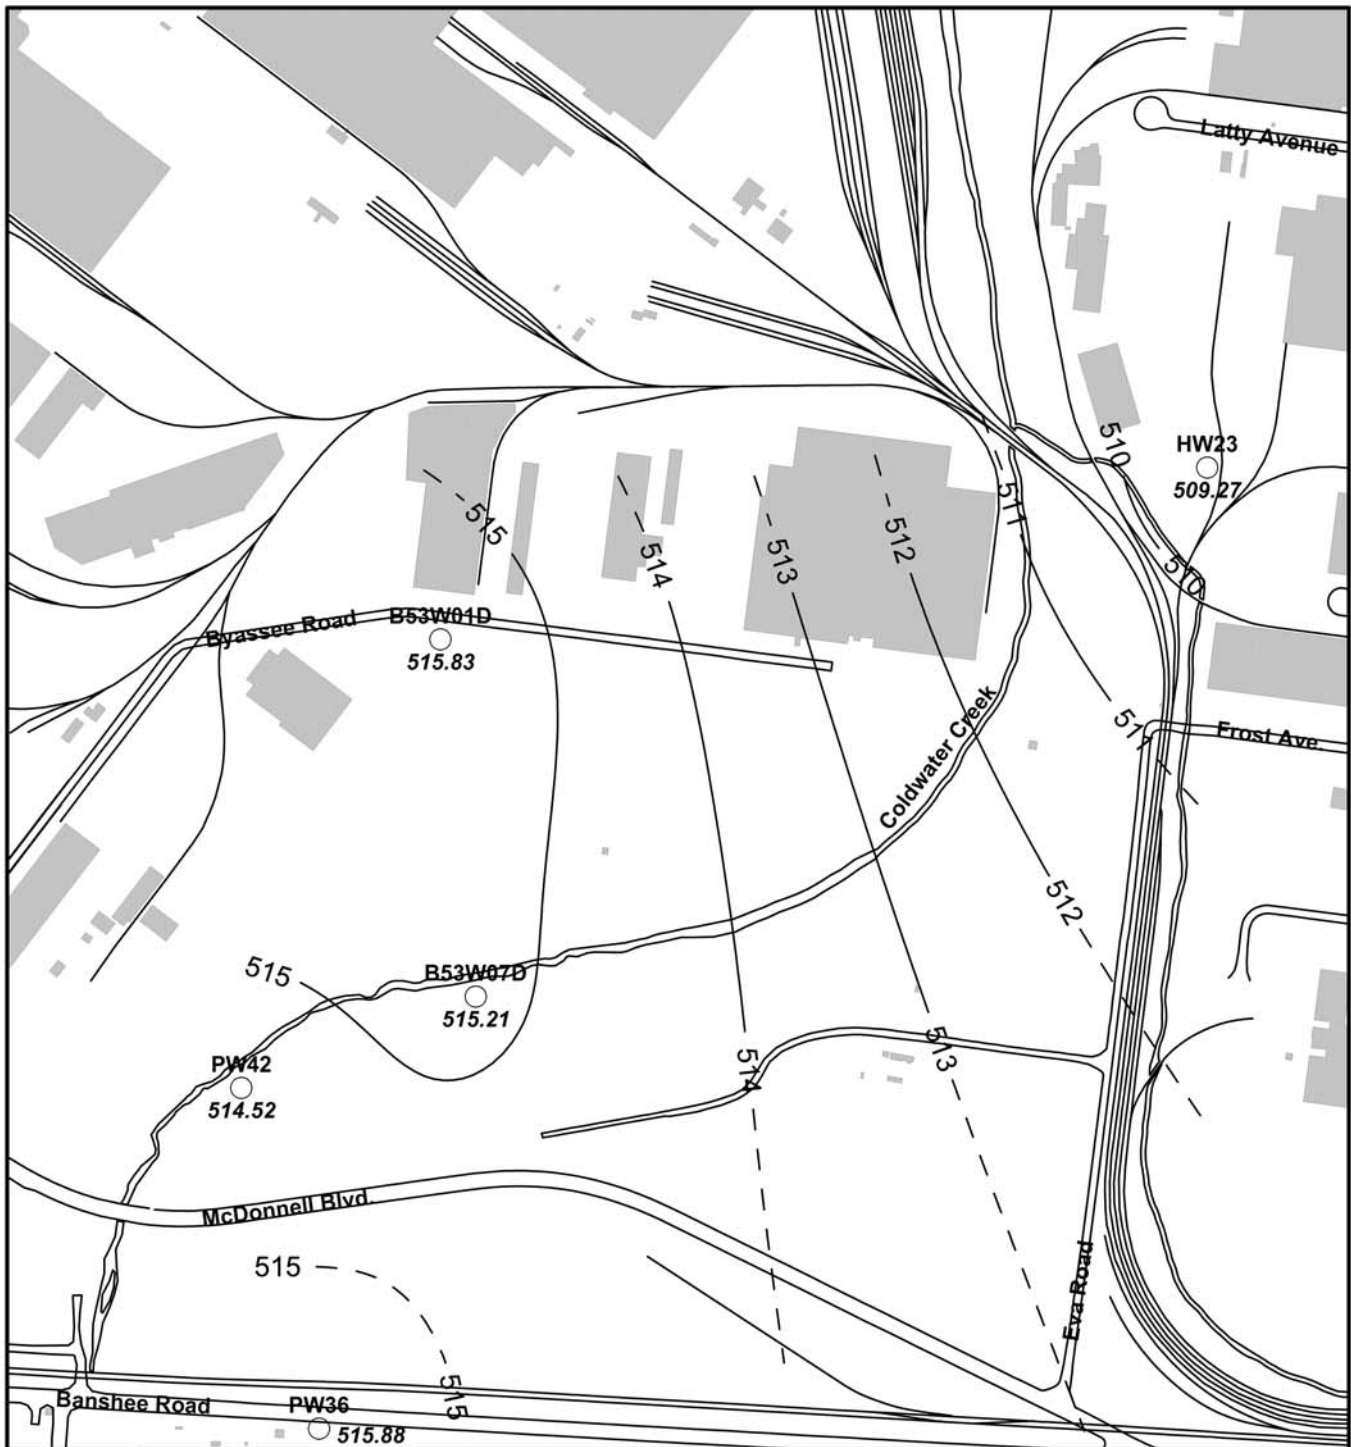 Latty Avenue
510
HW23
509.27
515
511
512
514
513
510
Byassee Road
B53W01D
515.83
Coldwater Creek
511
Frost Ave.
512
515
B53W07D
515.21
513
514
PW42
514.52
McDonnell Blvd.
515
Eva Road
515
Banshee Road
PW36
515.88